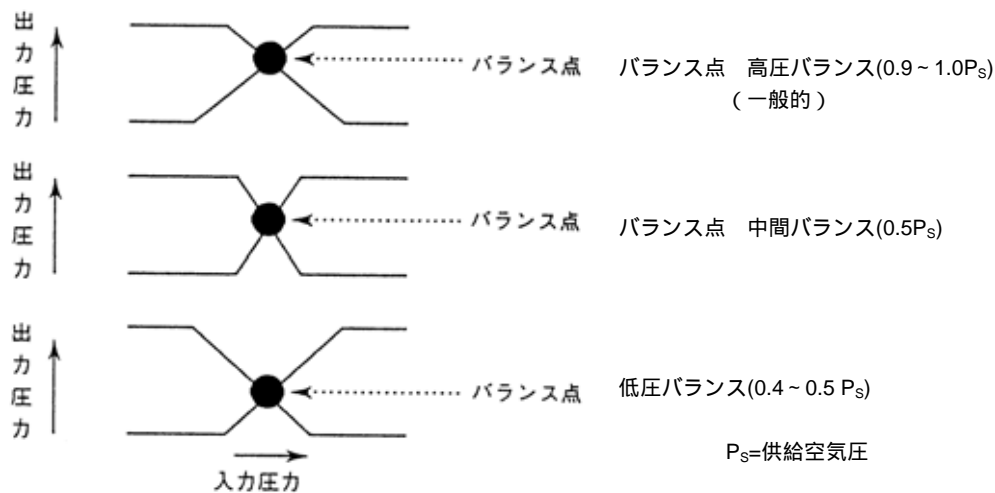 出力圧力
バランス点
バランス点 高圧バランス(0.9~1.0PS)
(一般的)
出力圧力
バランス点
バランス点 中間バランス(0.5PS)
出力圧力
バランス点
低圧バランス(0.4~0.5 PS)
入力圧力
PS=供給空気圧